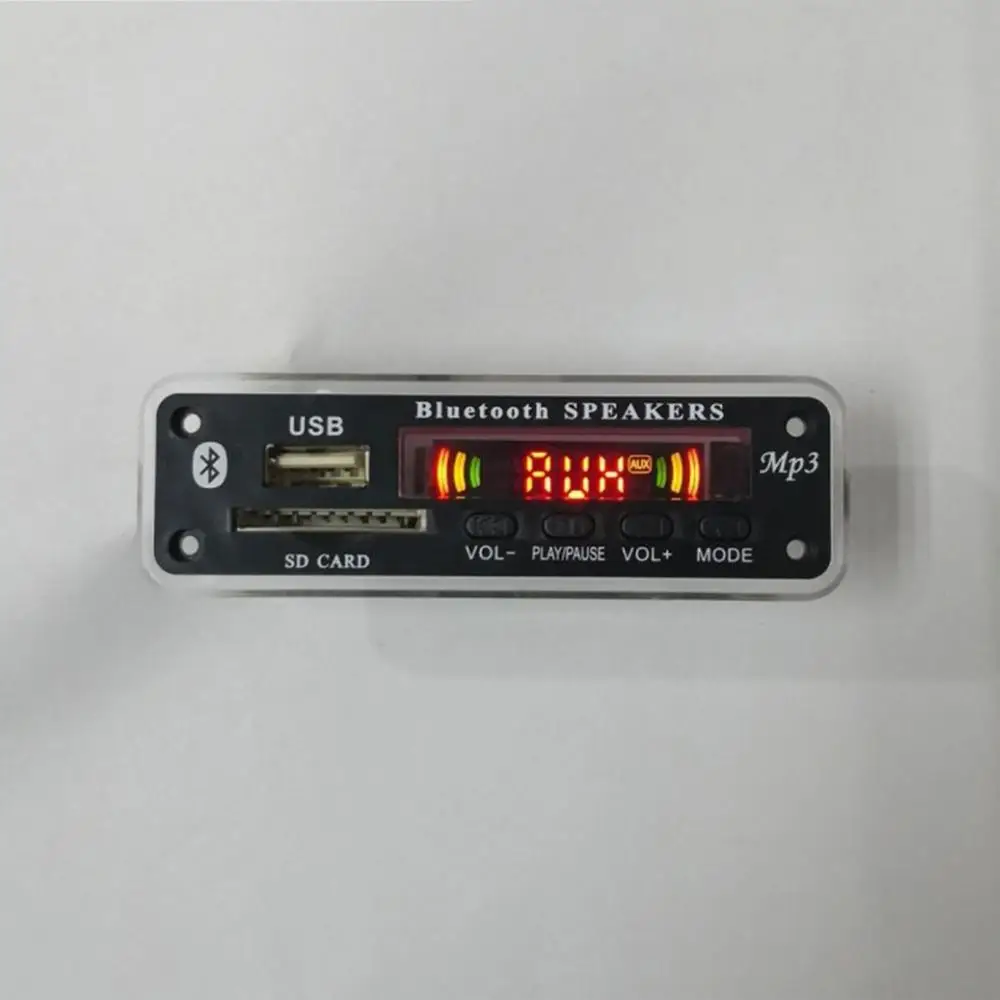 Bluetooth SPEAKERS
USB
AUX AUX
Mp3
SD CARD
VOL- PLAY/PAUSE VOL+ MODE